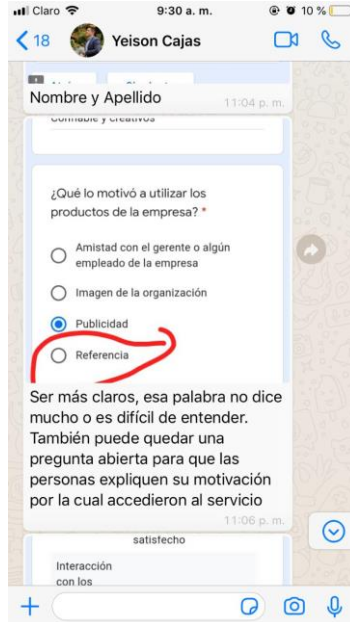 Claro 9:30 a. m. 10 %
18 Yeison Cajas
Nombre y Apellido 11:04 p. m.
Confiable y creativos
¿Qué lo motivó a utilizar los
productos de la empresa? *
Amistad con el gerente o algún
empleado de la empresa
Imagen de la organización
Publicidad
Referencia
Ser más claros, esa palabra no dice
mucho o es difícil de entender.
También puede quedar una
pregunta abierta para que las
personas expliquen su motivación
por la cual accedieron al servicio
11:06 p. m.
satisfecho
Interacción
con los